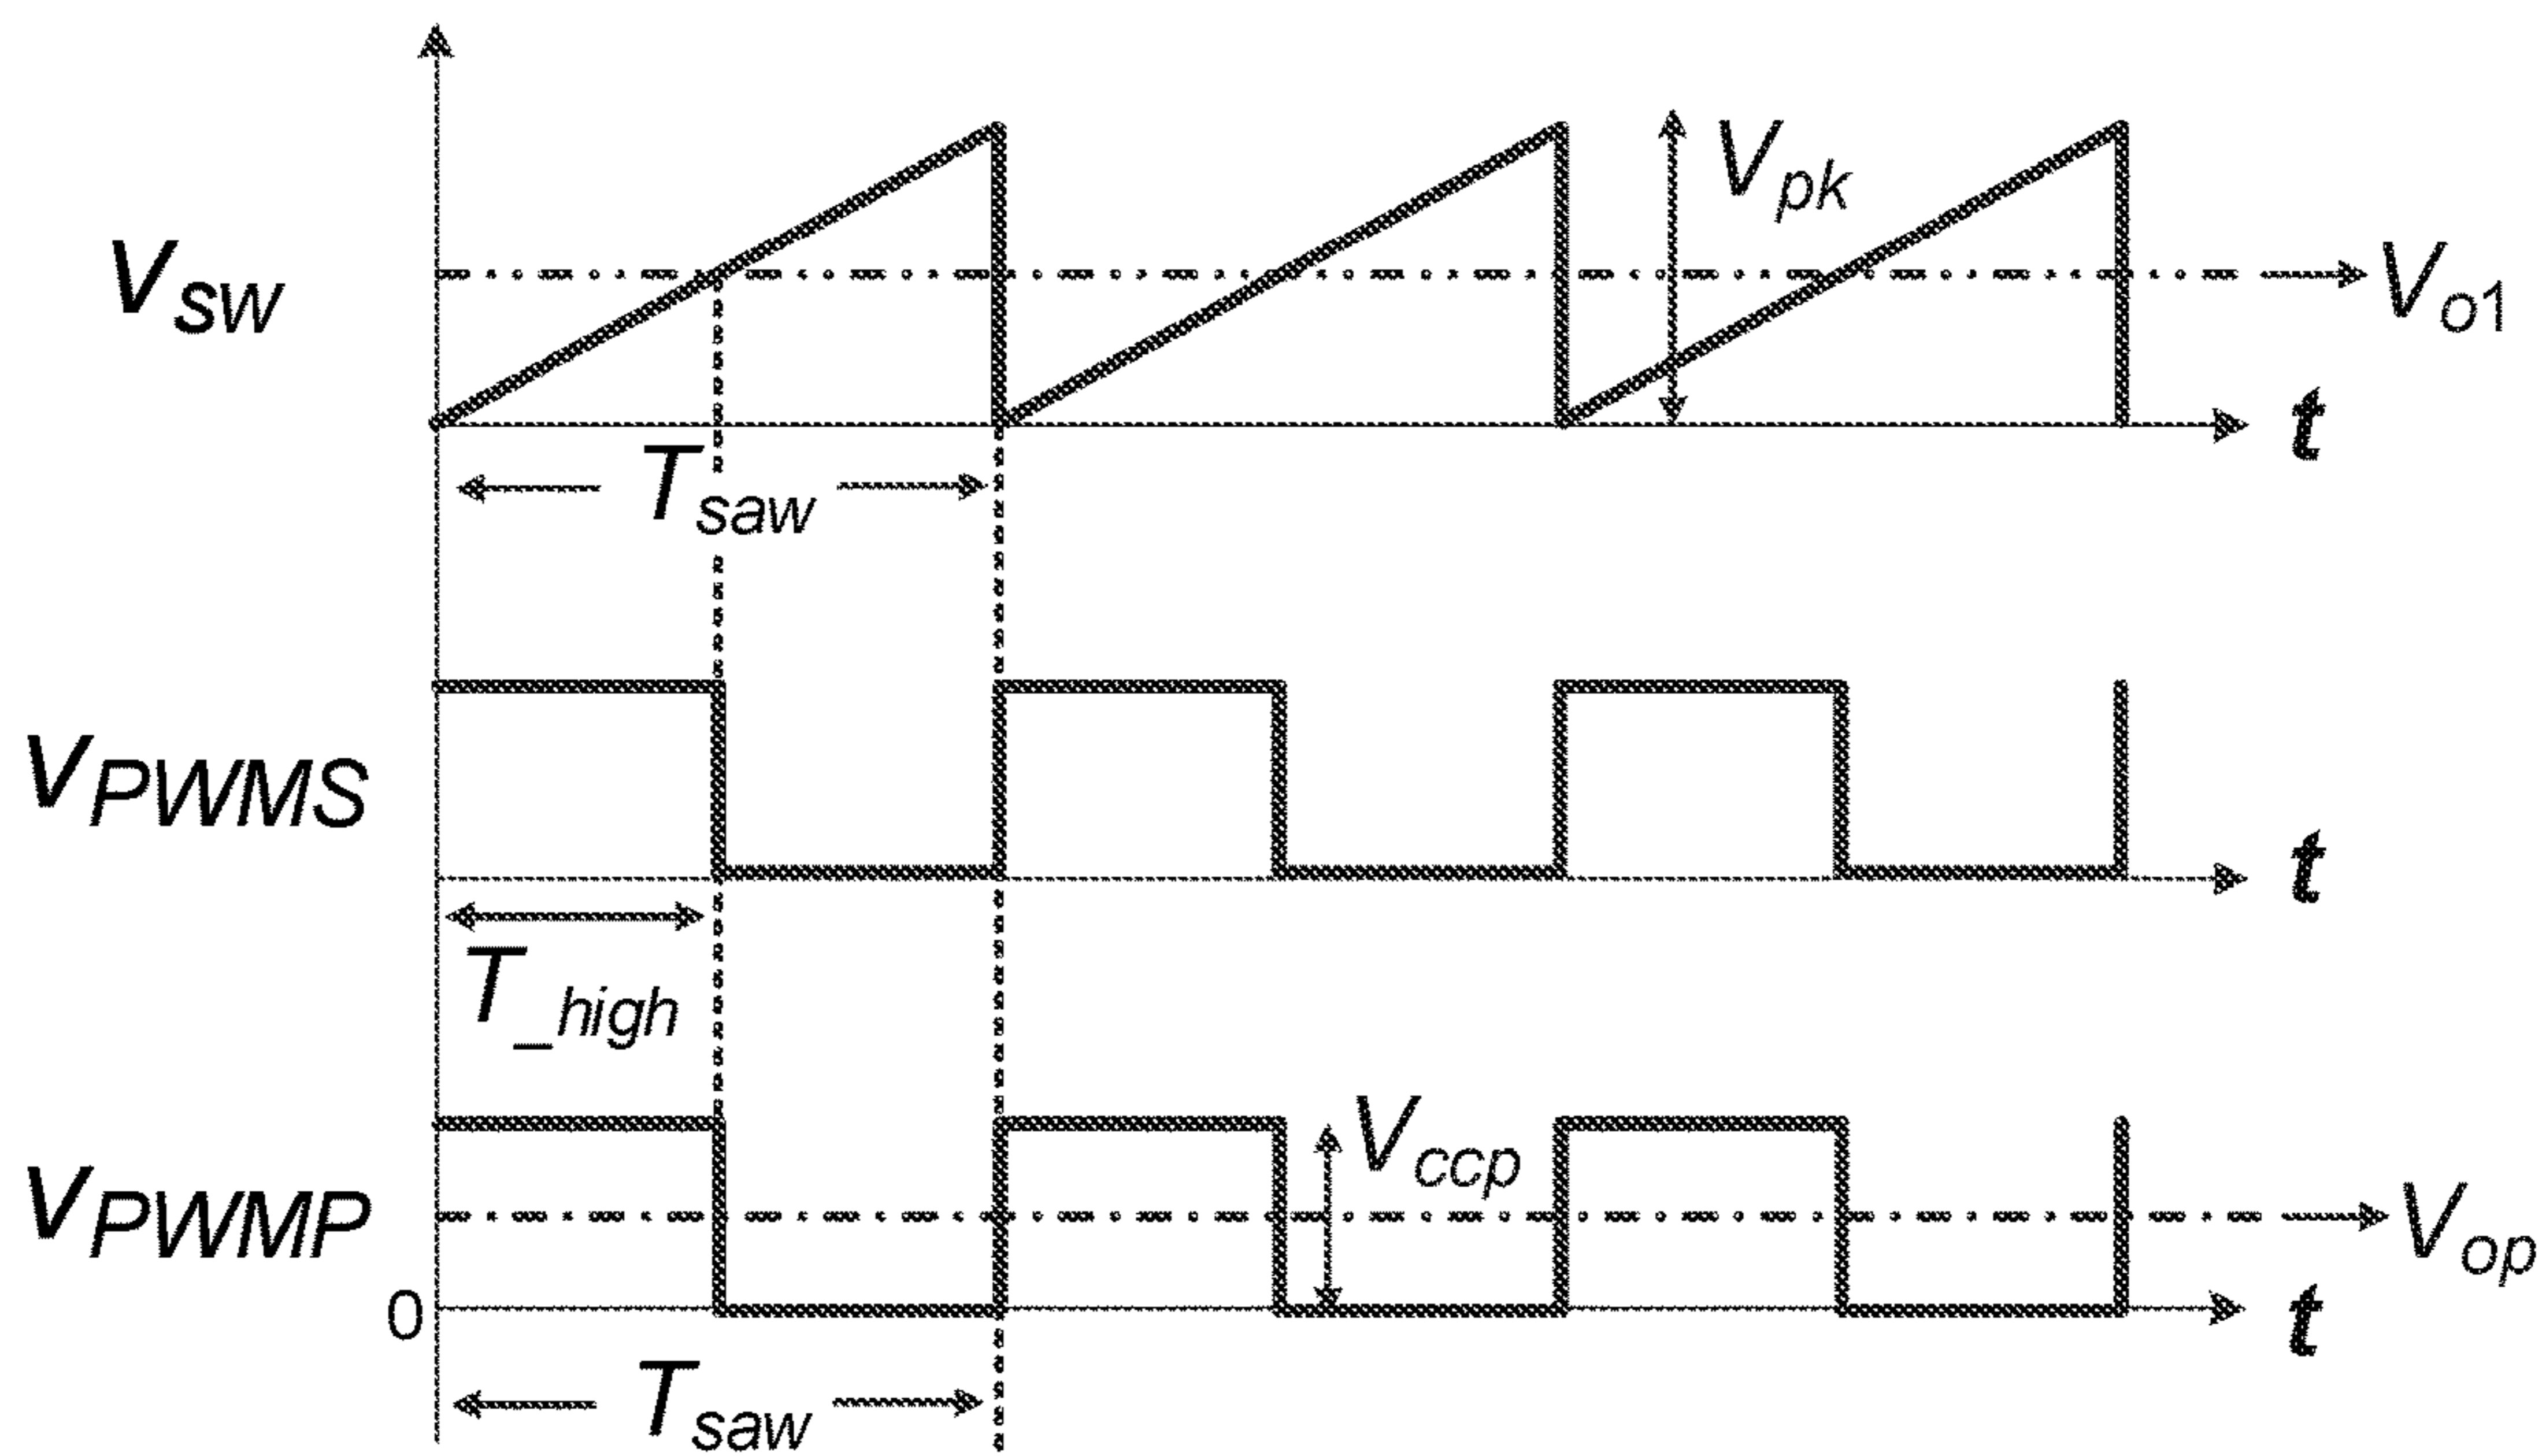 V_pk
V_sw
V_o1
t
T_saw
V_PWMS
t
T_high
V_ccp
V_PWMP
V_op
0
t
T_saw